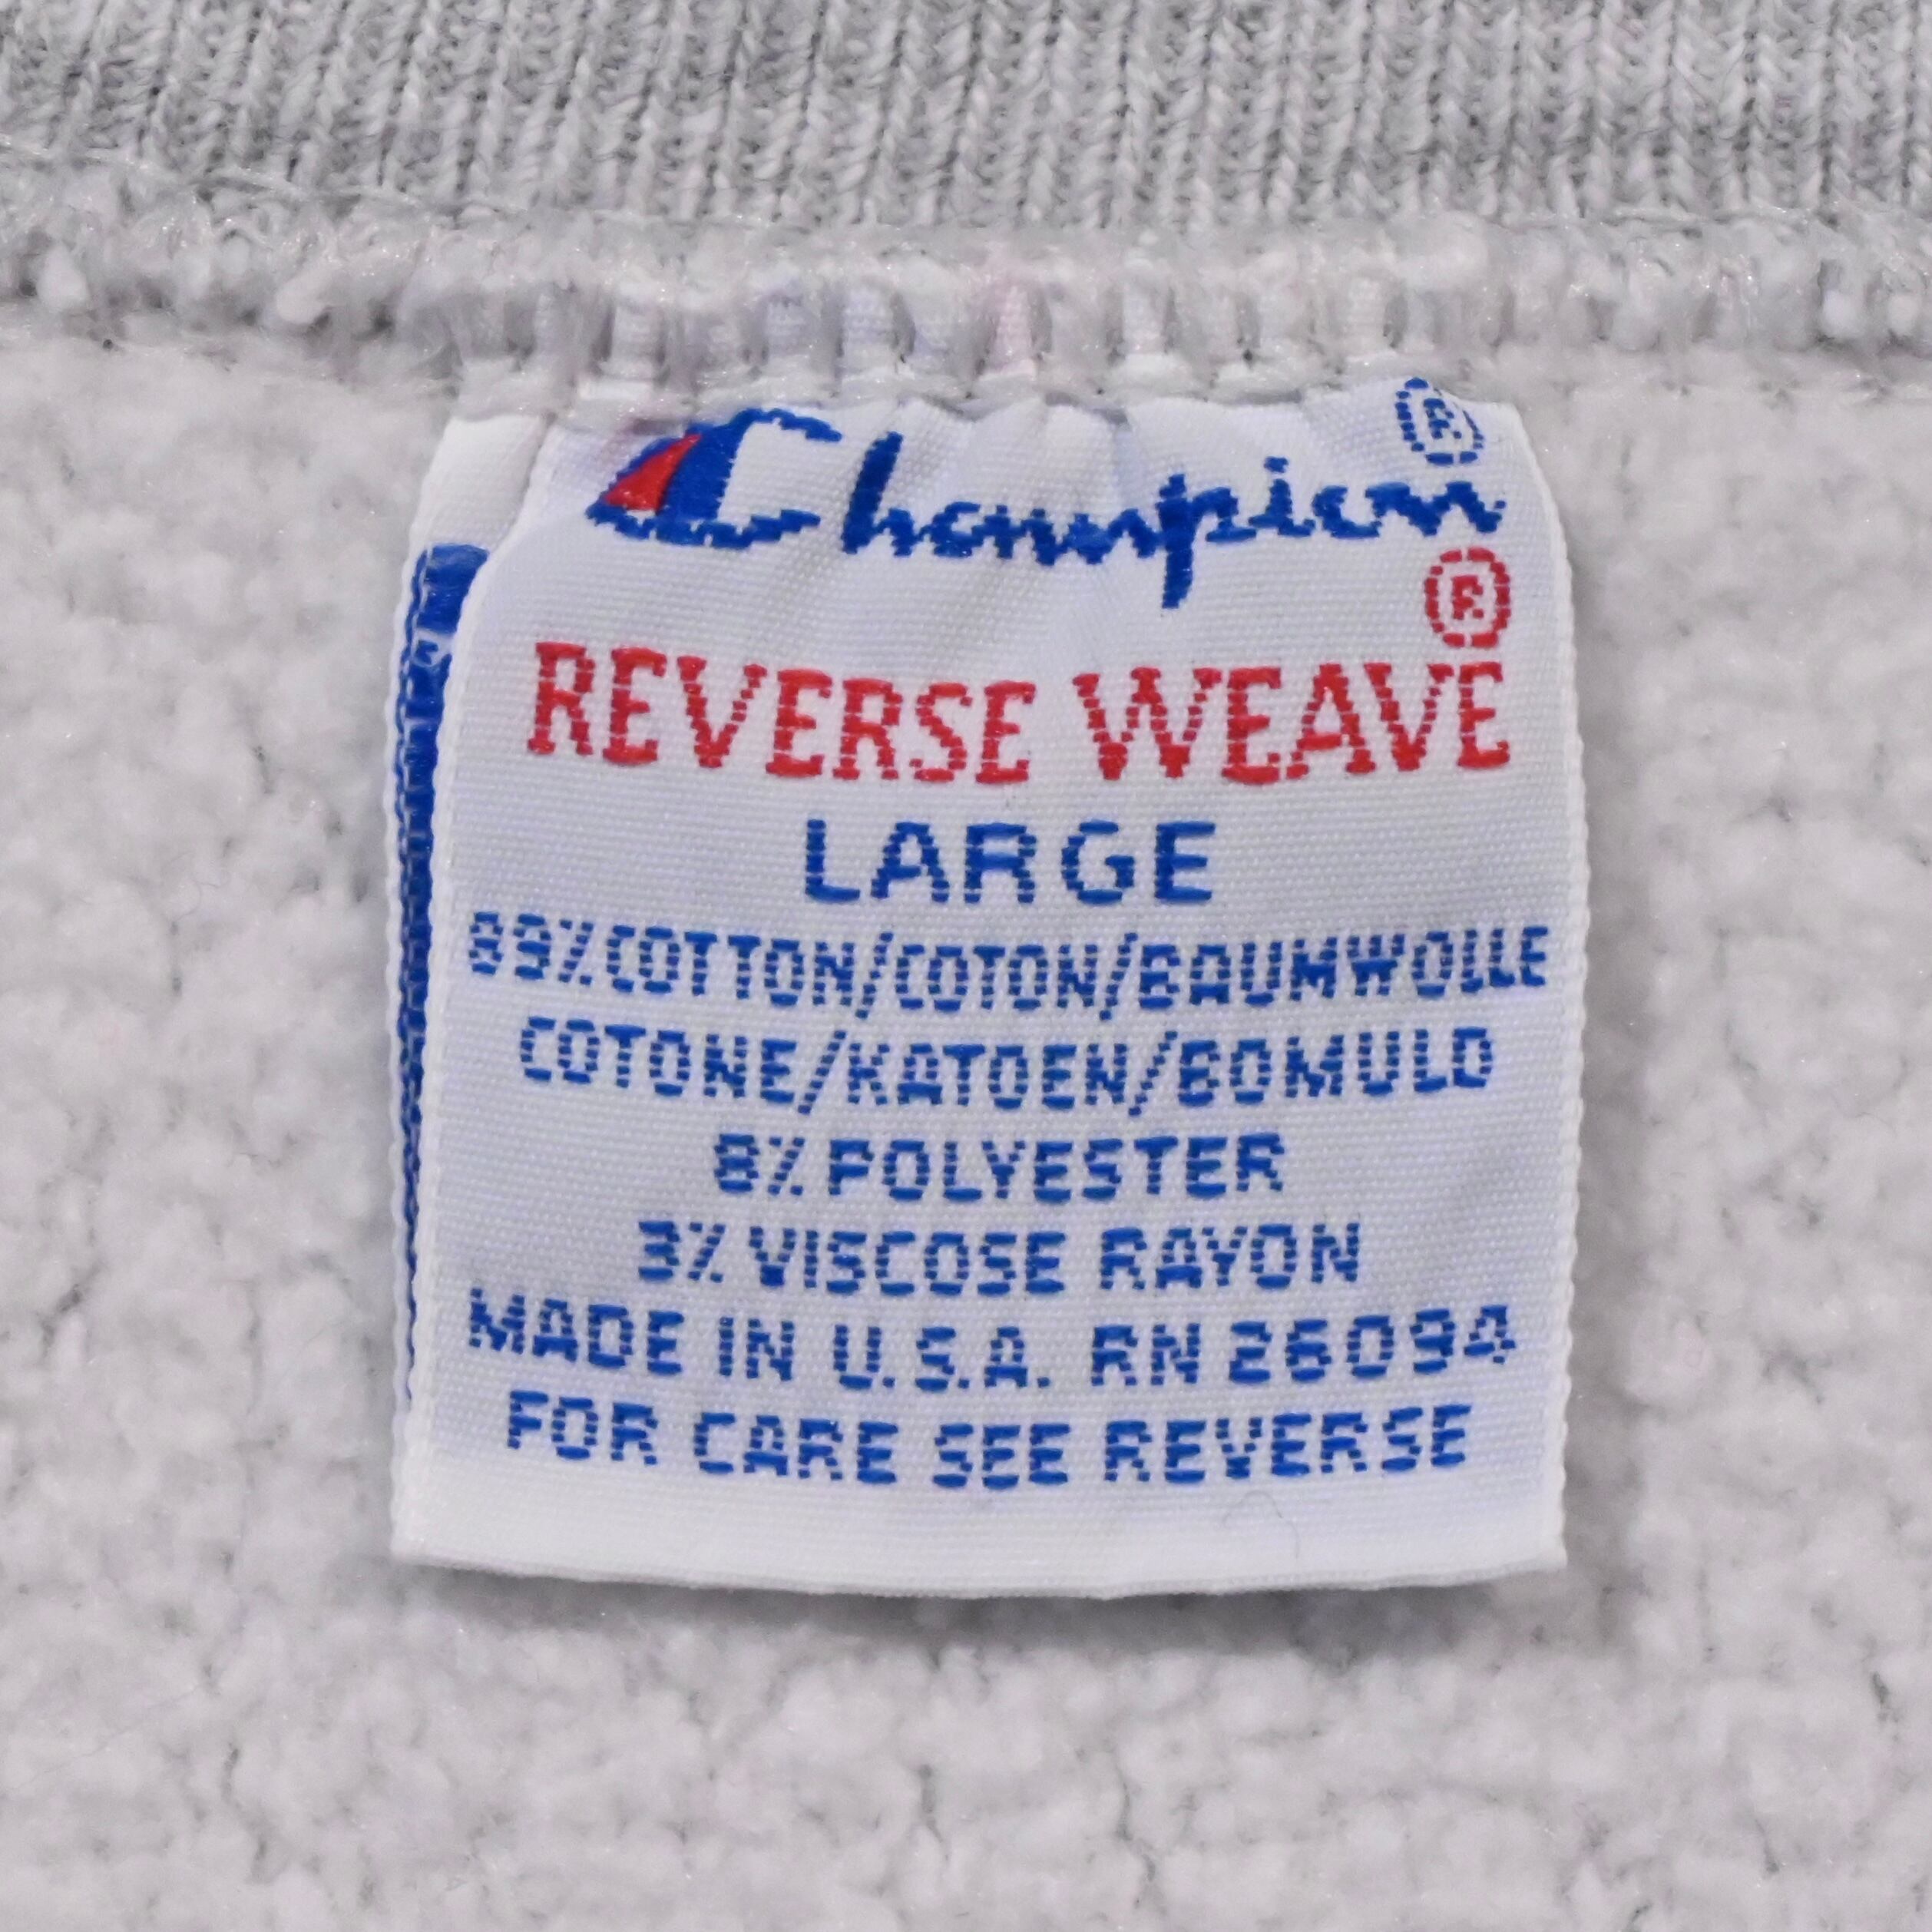 Champion®
REVERSE WEAVE®
LARGE
89% COTTON/COTON/BAUMWOLLE
COTONE/KATOEN/BOMULD
8% POLYESTER
3% VISCOSE RAYON
MADE IN U.S.A. RN 26094
FOR CARE SEE REVERSE